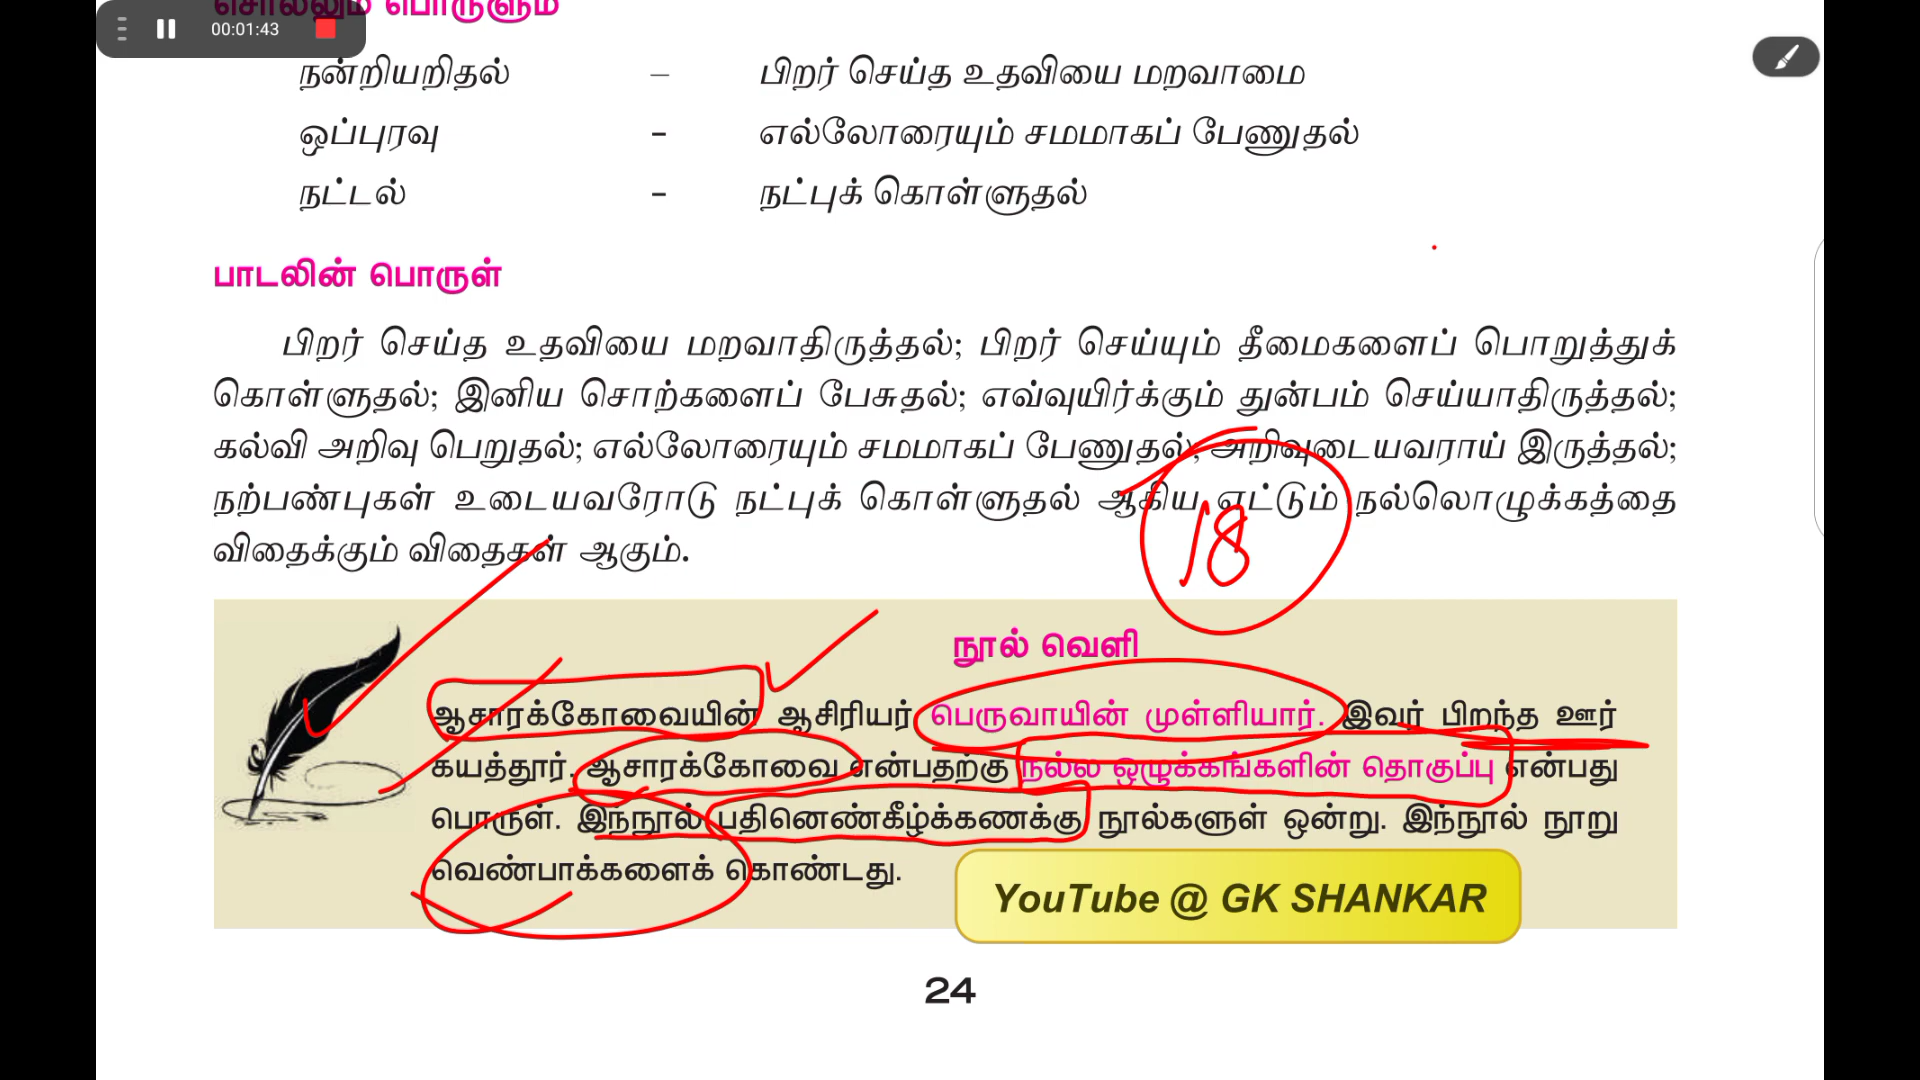 சொல்லும் பொருளும்
00:01:43
நன்றியறிதல் – பிறர் செய்த உதவியை மறவாமை
ஒப்புரவு - எல்லோரையும் சமமாகப் பேணுதல்
நட்டல் - நட்புக் கொள்ளுதல்
பாடலின் பொருள்
பிறர் செய்த உதவியை மறவாதிருத்தல்; பிறர் செய்யும் தீமைகளைப் பொறுத்துக்
கொள்ளுதல்; இனிய சொற்களைப் பேசுதல்; எவ்வுயிர்க்கும் துன்பம் செய்யாதிருத்தல்;
கல்வி அறிவு பெறுதல்; எல்லோரையும் சமமாகப் பேணுதல்; அறிவுடையவராய் இருத்தல்;
நற்பண்புகள் உடையவரோடு நட்புக் கொள்ளுதல் ஆகிய எட்டும் நல்லொழுக்கத்தை
விதைக்கும் விதைகள் ஆகும்.
18
நூல் வெளி
ஆசாரக்கோவையின் ஆசிரியர் பெருவாயின் முள்ளியார். இவர் பிறந்த ஊர்
கயத்தூர். ஆசாரக்கோவை என்பதற்கு நல்ல ஒழுக்கங்களின் தொகுப்பு என்பது
பொருள். இந்நூல் பதினெண்கீழ்க்கணக்கு நூல்களுள் ஒன்று. இந்நூல் நூறு
வெண்பாக்களைக் கொண்டது.
YouTube @ GK SHANKAR
24